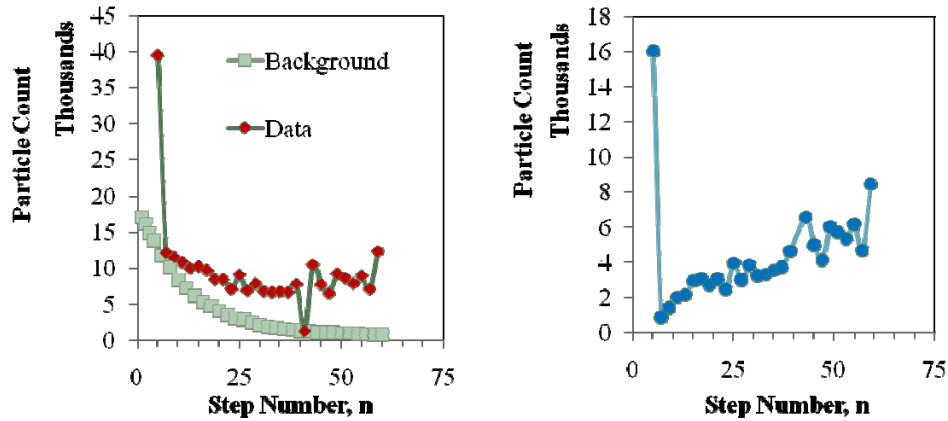 45
40
35
30
25
20
15
10
5
0
Particle Count
Thousands
Background
Data
0 25 50 75
Step Number, n
18
16
14
12
10
8
6
4
2
0
Particle Count
Thousands
0 25 50 75
Step Number, n